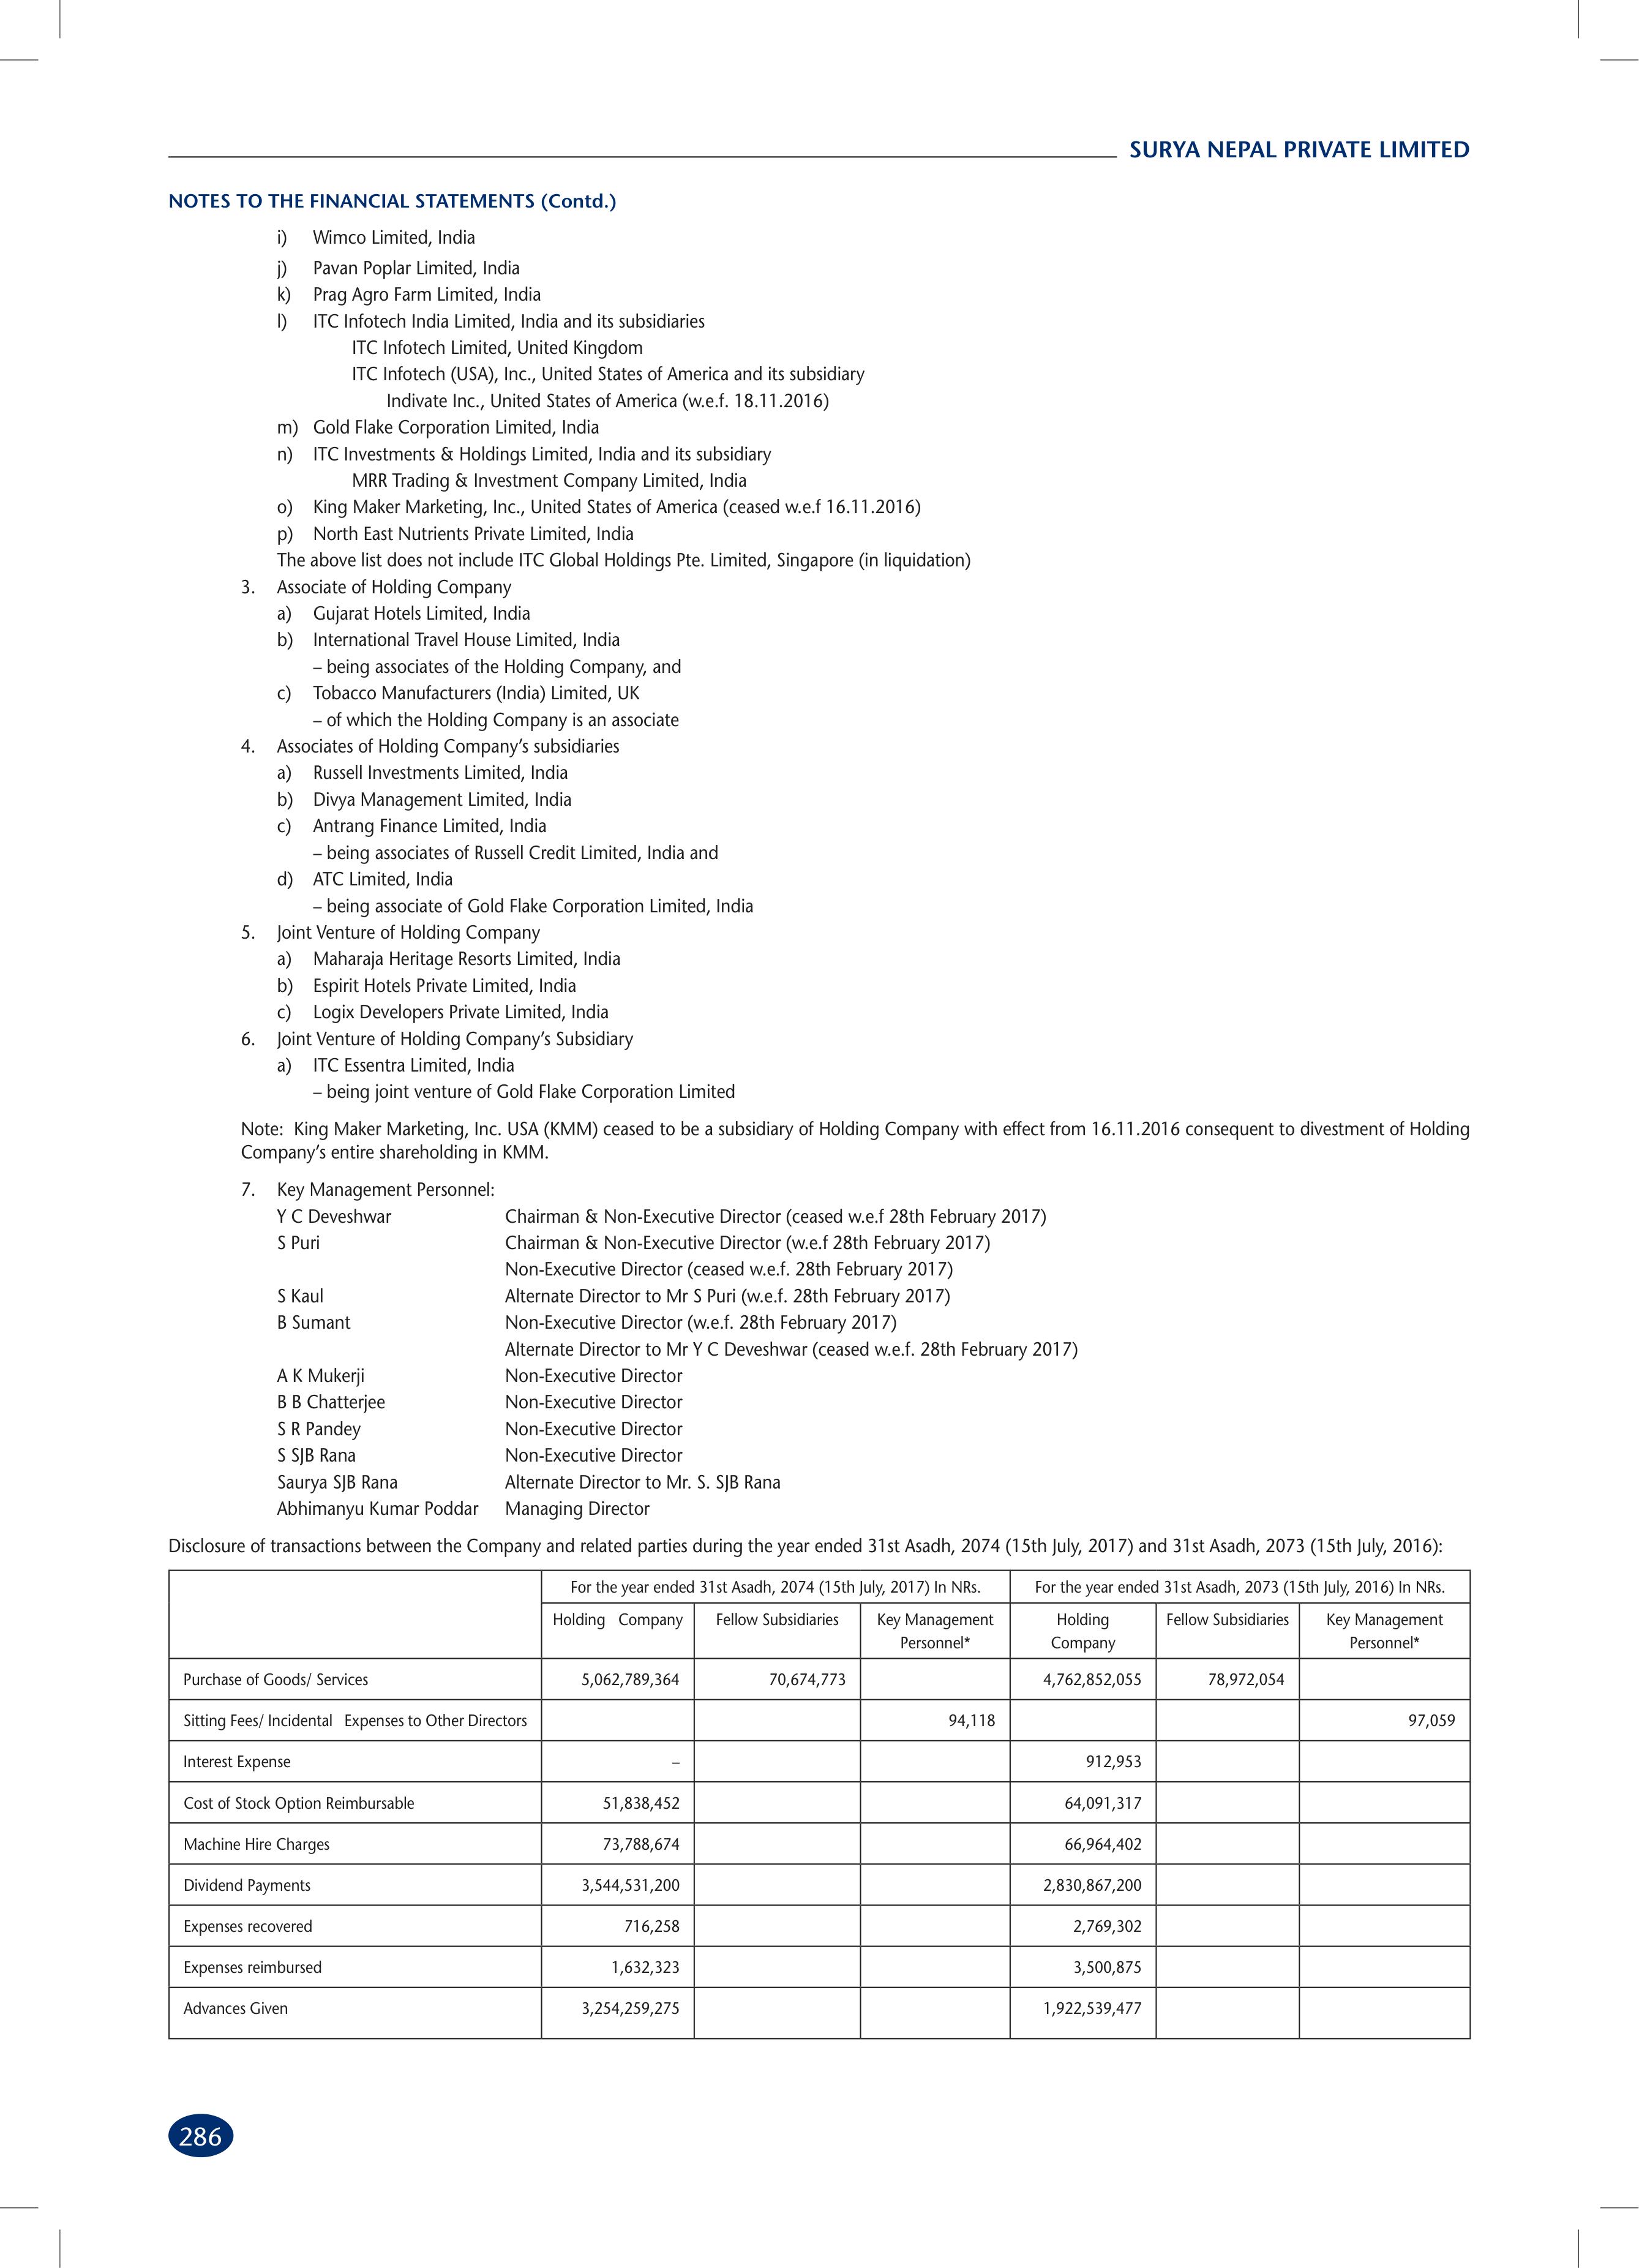 SURYA NEPAL PRIVATE LIMITED
NOTES TO THE FINANCIAL STATEMENTS (Contd.)
i) Wimco Limited, India
j) Pavan Poplar Limited, India
k) Prag Agro Farm Limited, India
l) ITC Infotech India Limited, India and its subsidiaries
ITC Infotech Limited, United Kingdom
ITC Infotech (USA), Inc., United States of America and its subsidiary
Indivate Inc., United States of America (w.e.f. 18.11.2016)
m) Gold Flake Corporation Limited, India
n) ITC Investments & Holdings Limited, India and its subsidiary
MRR Trading & Investment Company Limited, India
o) King Maker Marketing, Inc., United States of America (ceased w.e.f 16.11.2016)
p) North East Nutrients Private Limited, India
The above list does not include ITC Global Holdings Pte. Limited, Singapore (in liquidation)
3. Associate of Holding Company
a) Gujarat Hotels Limited, India
b) International Travel House Limited, India
– being associates of the Holding Company, and
c) Tobacco Manufacturers (India) Limited, UK
– of which the Holding Company is an associate
4. Associates of Holding Company's subsidiaries
a) Russell Investments Limited, India
b) Divya Management Limited, India
c) Antrang Finance Limited, India
– being associates of Russell Credit Limited, India and
d) ATC Limited, India
– being associate of Gold Flake Corporation Limited, India
5. Joint Venture of Holding Company
a) Maharaja Heritage Resorts Limited, India
b) Espirit Hotels Private Limited, India
c) Logix Developers Private Limited, India
6. Joint Venture of Holding Company's Subsidiary
a) ITC Essentra Limited, India
– being joint venture of Gold Flake Corporation Limited
Note: King Maker Marketing, Inc. USA (KMM) ceased to be a subsidiary of Holding Company with effect from 16.11.2016 consequent to divestment of Holding
Company's entire shareholding in KMM.
7. Key Management Personnel:
Y C Deveshwar Chairman & Non-Executive Director (ceased w.e.f 28th February 2017)
S Puri Chairman & Non-Executive Director (w.e.f 28th February 2017)
Non-Executive Director (ceased w.e.f. 28th February 2017)
S Kaul Alternate Director to Mr S Puri (w.e.f. 28th February 2017)
B Sumant Non-Executive Director (w.e.f. 28th February 2017)
Alternate Director to Mr Y C Deveshwar (ceased w.e.f. 28th February 2017)
A K Mukerji Non-Executive Director
B B Chatterjee Non-Executive Director
S R Pandey Non-Executive Director
S SJB Rana Non-Executive Director
Saurya SJB Rana Alternate Director to Mr. S. SJB Rana
Abhimanyu Kumar Poddar Managing Director
Disclosure of transactions between the Company and related parties during the year ended 31st Asadh, 2074 (15th July, 2017) and 31st Asadh, 2073 (15th July, 2016):
For the year ended 31st Asadh, 2074 (15th July, 2017) In NRs. For the year ended 31st Asadh, 2073 (15th July, 2016) In NRs.
Holding Company Fellow Subsidiaries Key Management Holding Fellow Subsidiaries Key Management
Personnel* Company Personnel*
Purchase of Goods/ Services 5,062,789,364 70,674,773 4,762,852,055 78,972,054
Sitting Fees/ Incidental Expenses to Other Directors 94,118 97,059
Interest Expense – 912,953
Cost of Stock Option Reimbursable 51,838,452 64,091,317
Machine Hire Charges 73,788,674 66,964,402
Dividend Payments 3,544,531,200 2,830,867,200
Expenses recovered 716,258 2,769,302
Expenses reimbursed 1,632,323 3,500,875
Advances Given 3,254,259,275 1,922,539,477
286